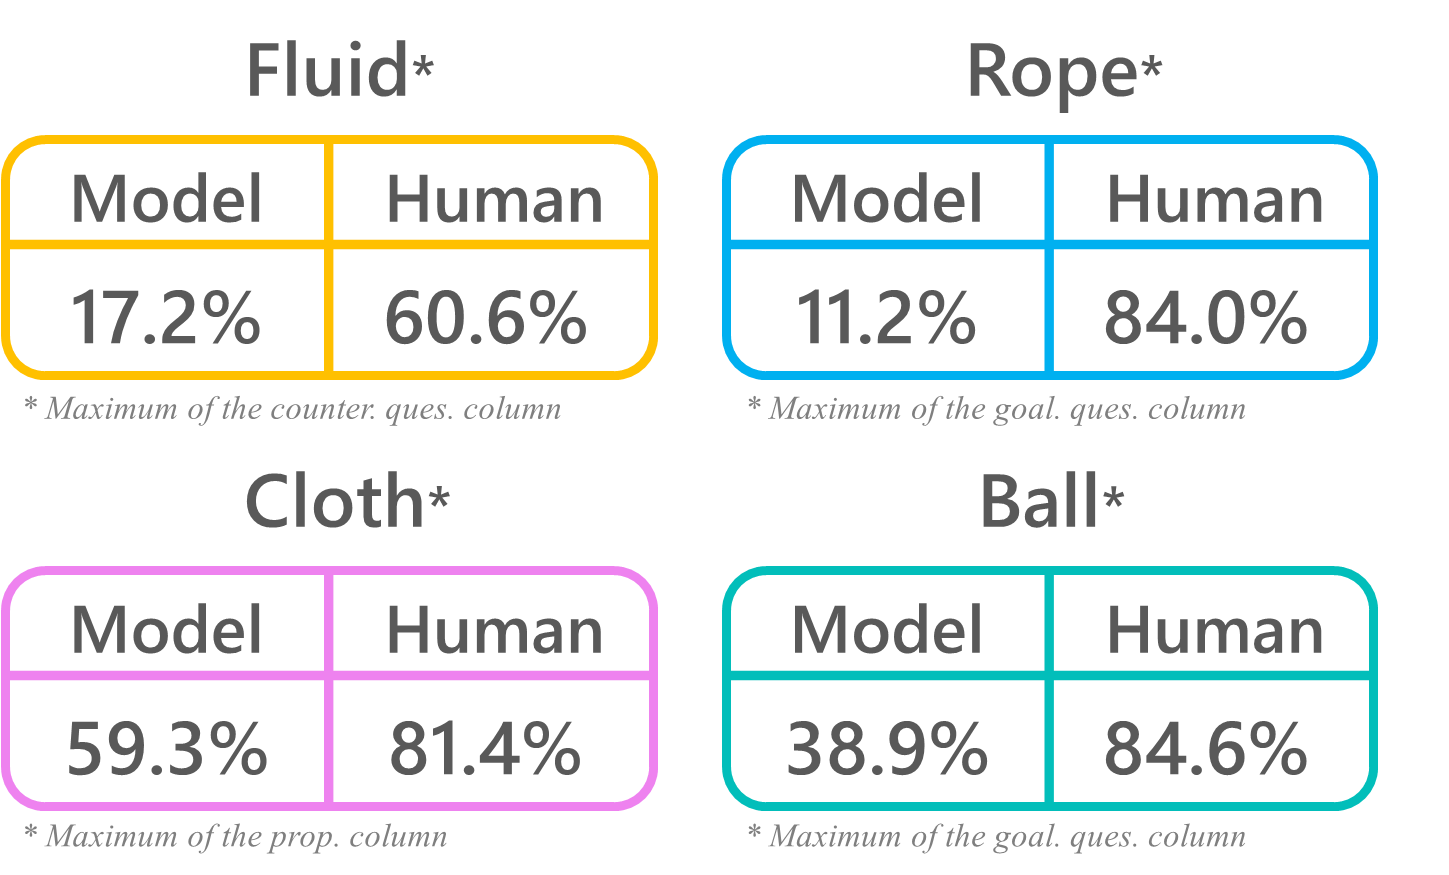 Fluid*
Model Human
17.2% 60.6%
* Maximum of the counter. ques. column
Rope*
Model Human
11.2% 84.0%
* Maximum of the goal. ques. column
Cloth*
Model Human
59.3% 81.4%
* Maximum of the prop. column
Ball*
Model Human
38.9% 84.6%
* Maximum of the goal. ques. column